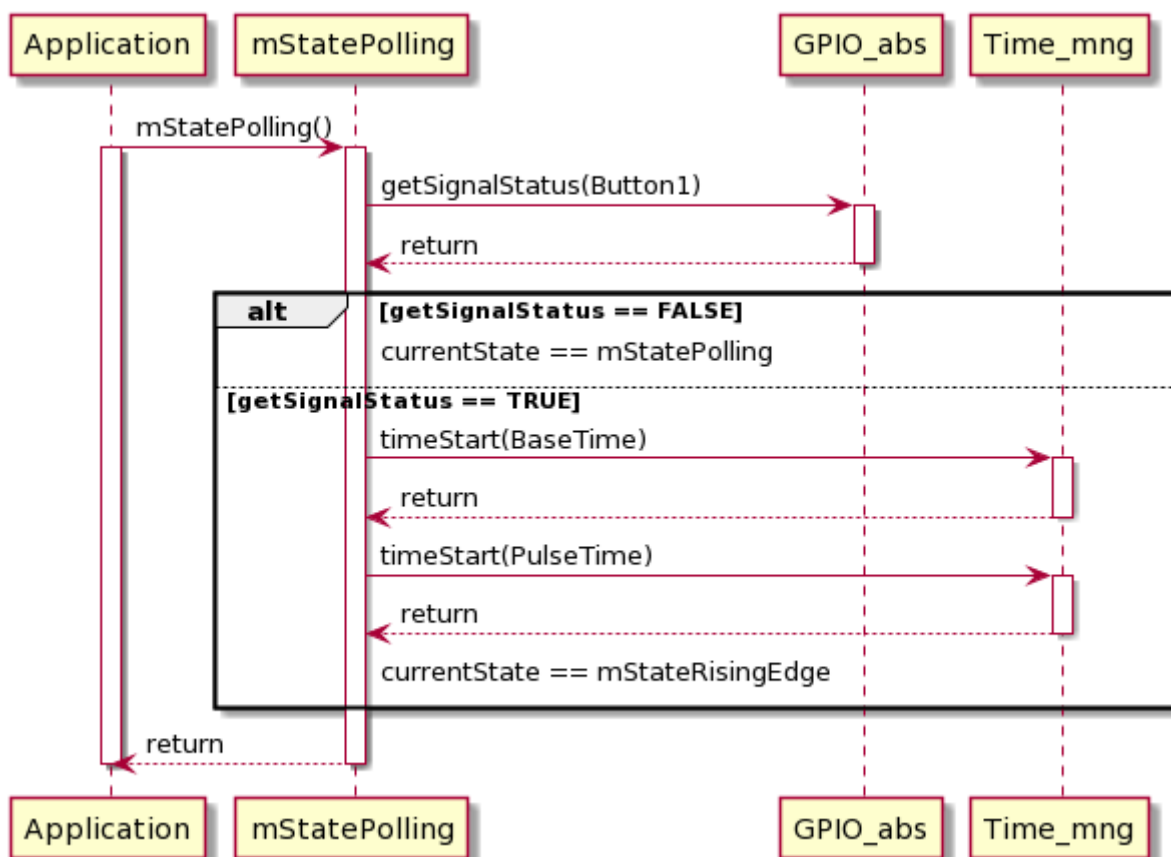 Application mStatePolling GPIO_abs Time_mng
mStatePolling()
getSignalStatus(Button1)
return
alt [getSignalStatus == FALSE]
currentState == mStatePolling
[getSignalStatus == TRUE]
timeStart(BaseTime)
return
timeStart(PulseTime)
return
currentState == mStateRisingEdge
return
Application mStatePolling GPIO_abs Time_mng